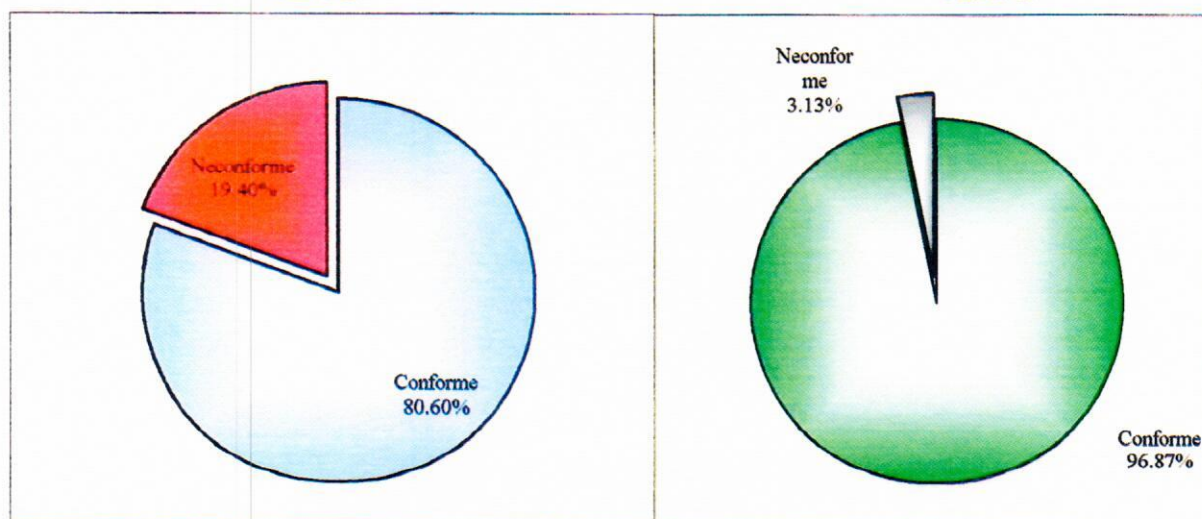 Neconforme
19.40%
Conforme
80.60%
Neconfor
me
3.13%
Conforme
96.87%